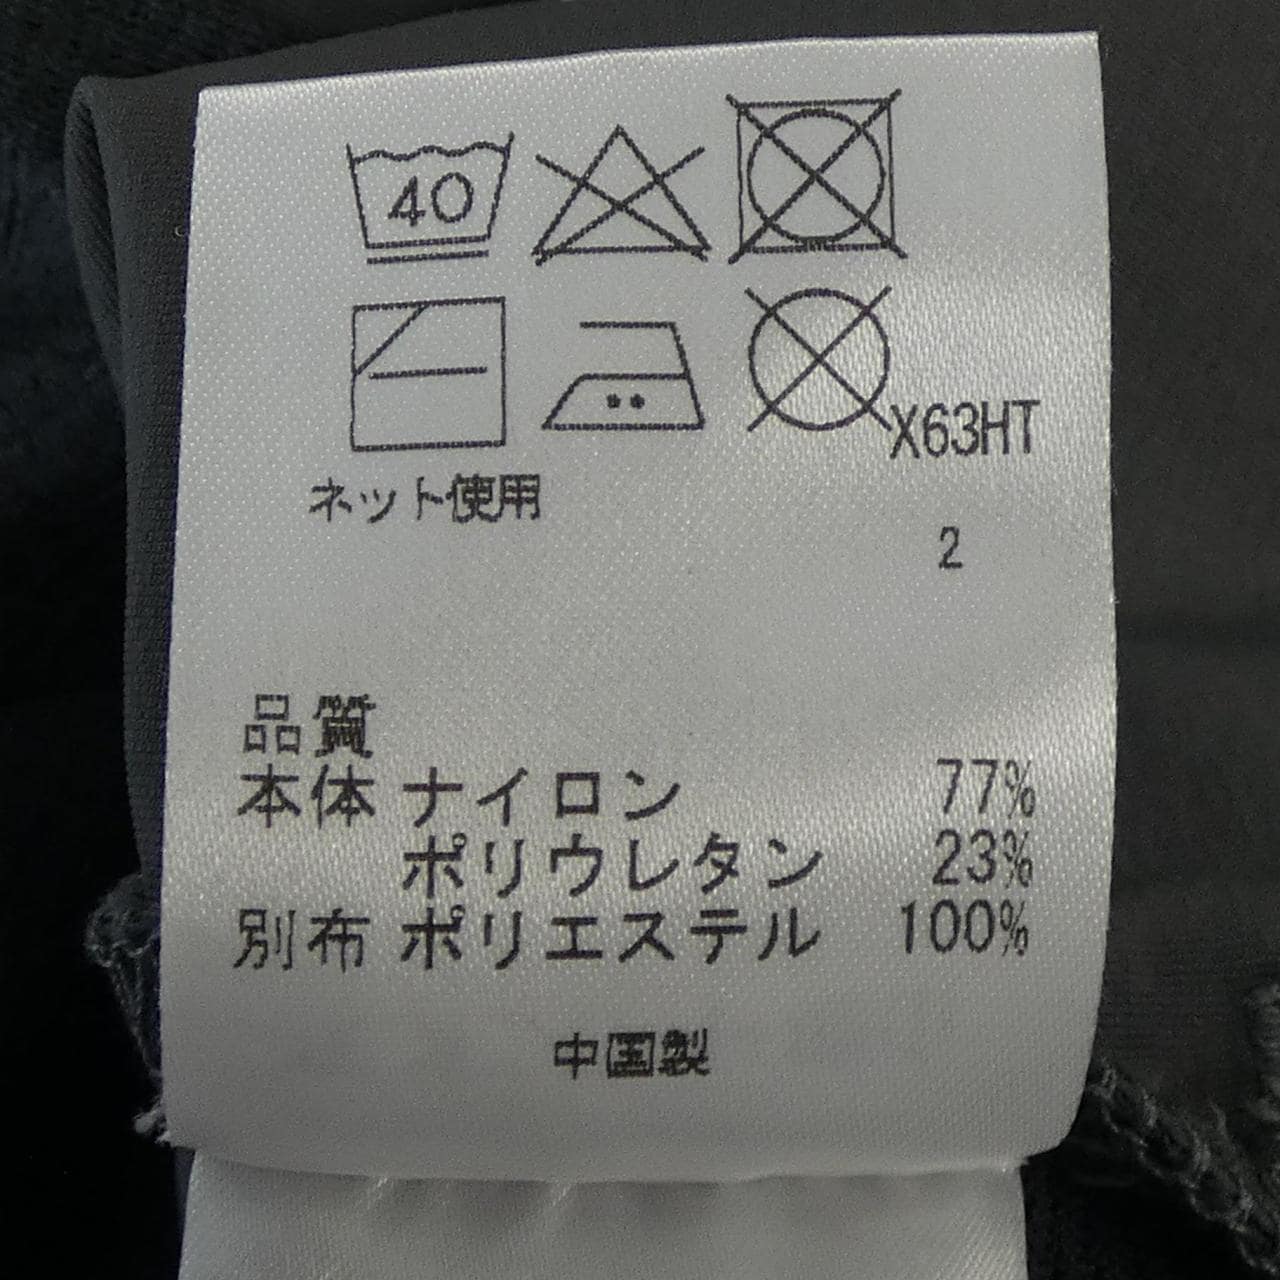 40
X63HT
ネット使用
2
品質
本体 ナイロン 77%
ポリウレタン 23%
別布 ポリエステル 100%
中国製